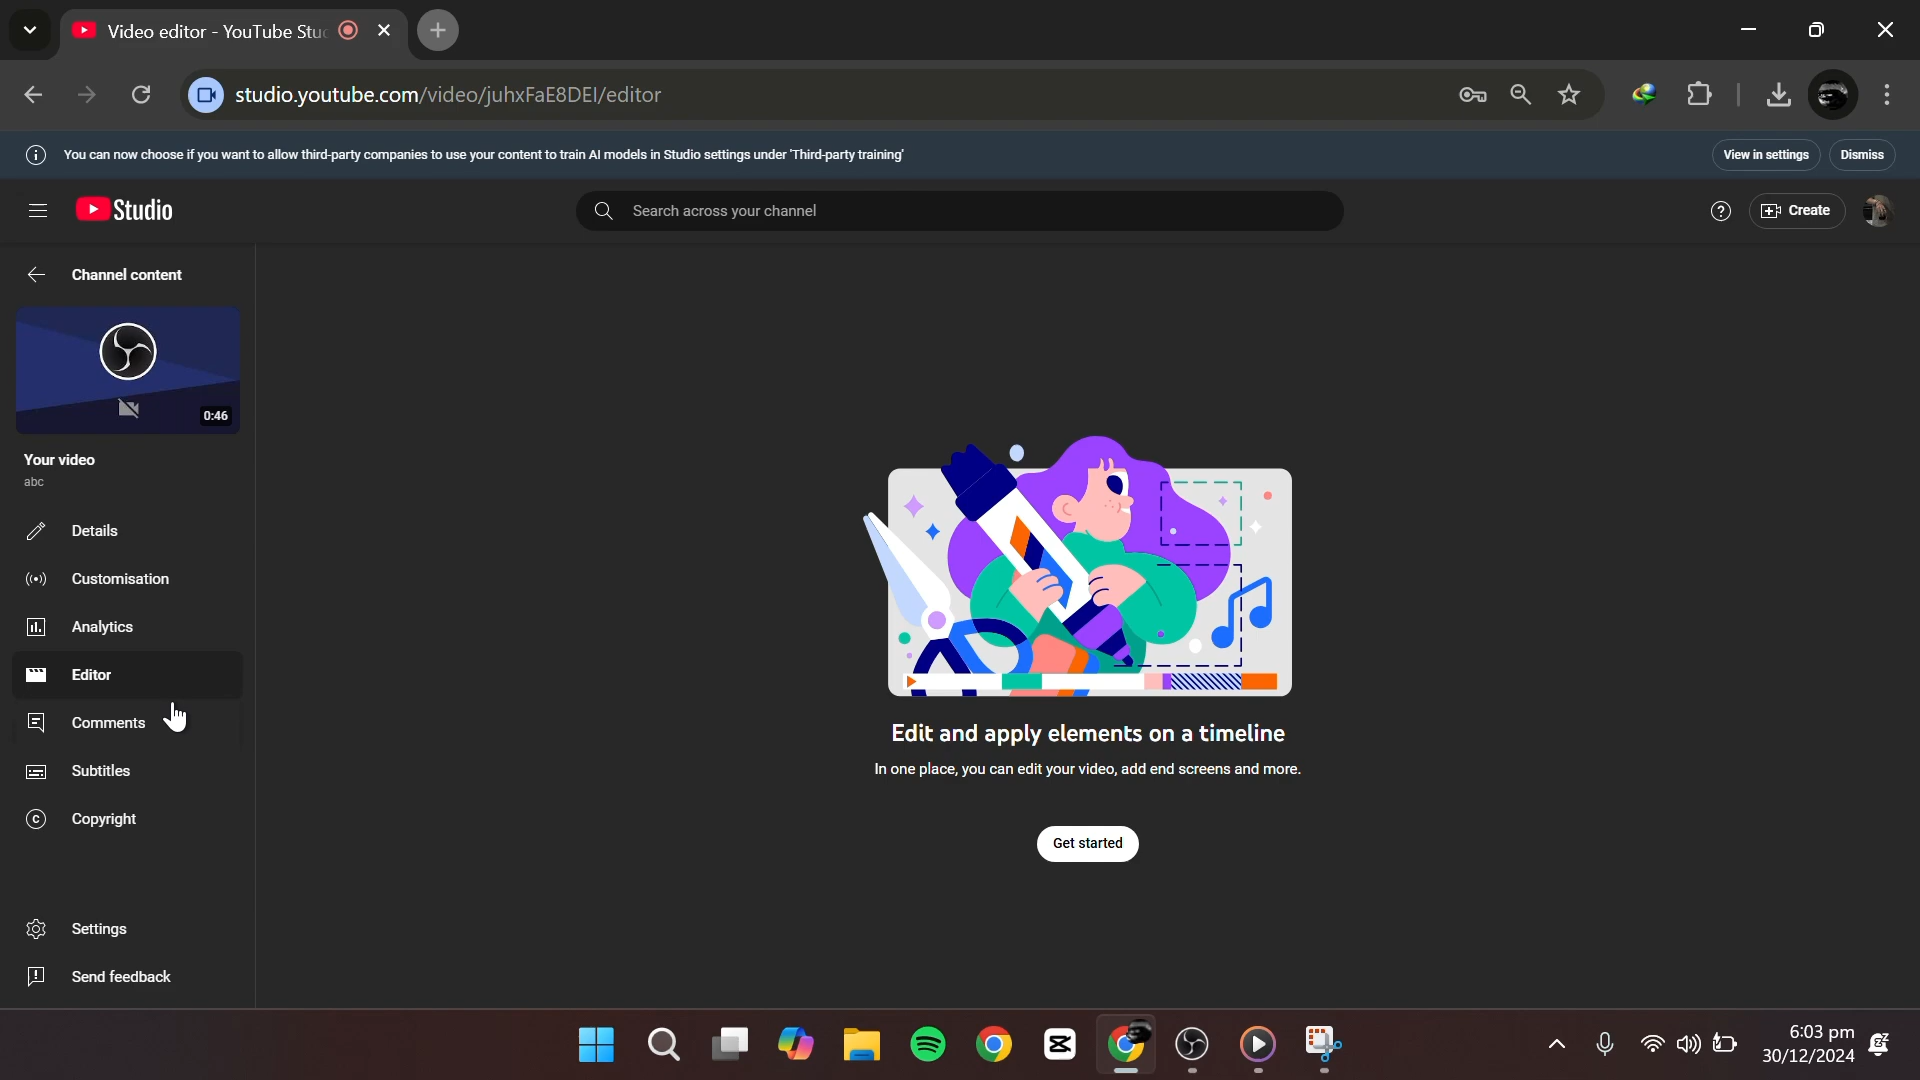 Video editor - YouTube Stu
studio.youtube.com/video/juhxFaE8DEI/editor
You can now choose if you want to allow third-party companies to use your content to train AI models in Studio settings under 'Third-party training'
View in settings
Dismiss
Studio
Search across your channel
Create
Channel content
0:46
Your video
abc
Details
Customisation
Analytics
Editor
Comments
Subtitles
Copyright
Settings
Send feedback
Edit and apply elements on a timeline
In one place, you can edit your video, add end screens and more.
Get started
6:03 pm
30/12/2024